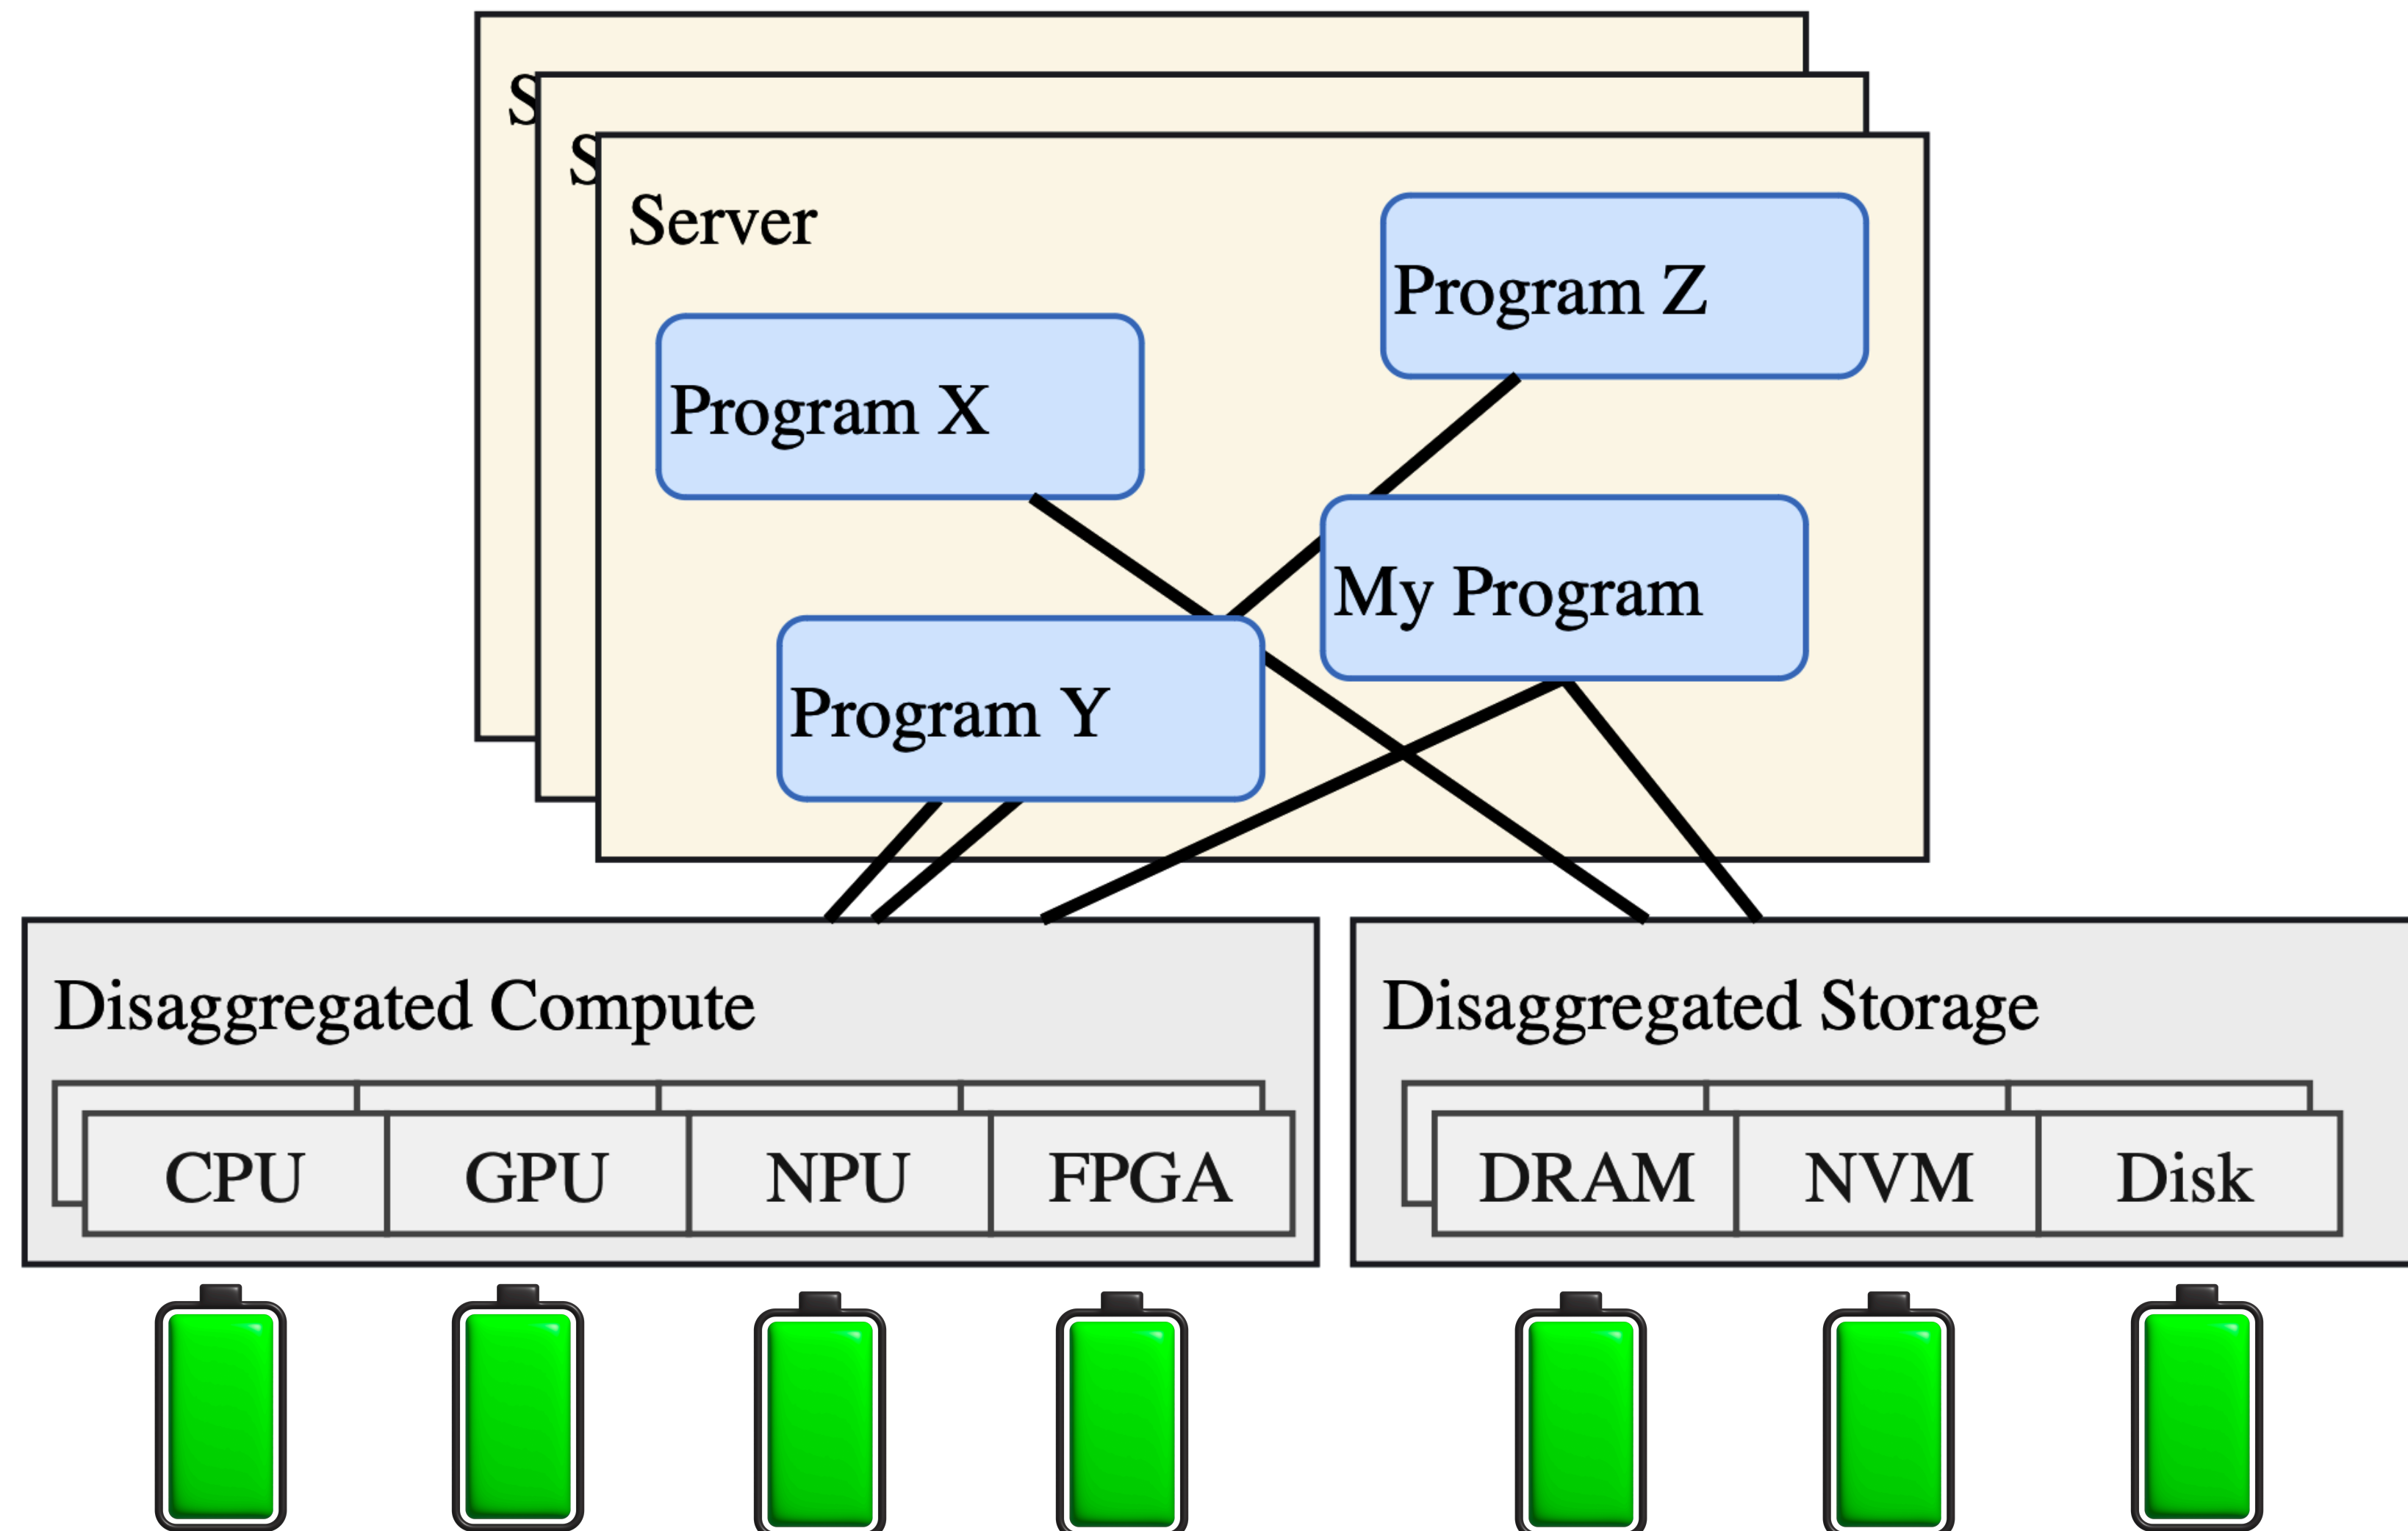 S
S
Server
Program Z
Program X
My Program
Program Y
Disaggregated Compute
Disaggregated Storage
CPU GPU NPU FPGA
DRAM NVM Disk